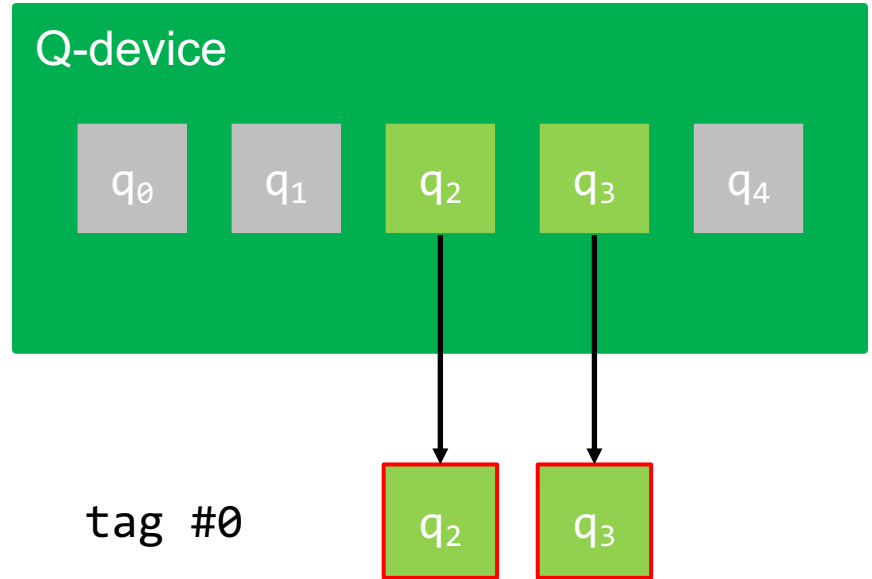 Q-device
q₀ q₁ q₂ q₃ q₄
tag #0 q₂ q₃